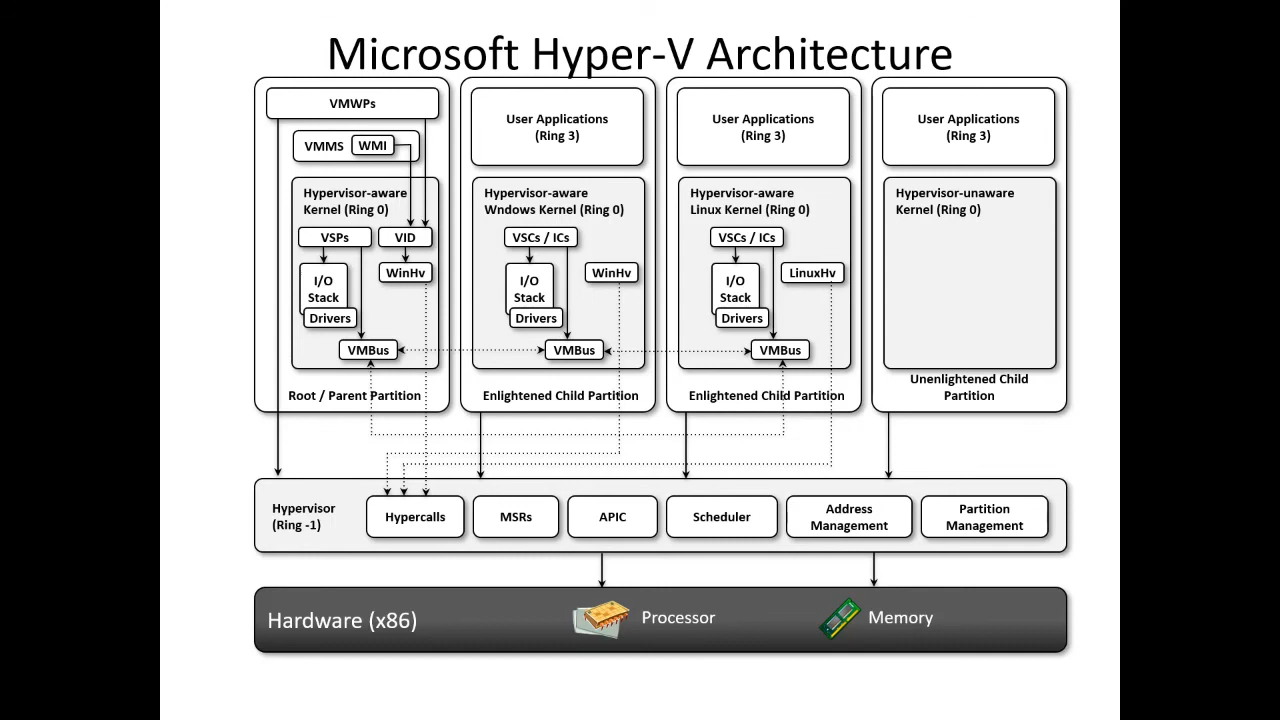 Microsoft Hyper-V Architecture
VMWPs
VMMS
WMI
Hypervisor-aware
Kernel (Ring 0)
VSPs
VID
I/O
Stack
WinHv
Drivers
VMBus
Root / Parent Partition
User Applications
(Ring 3)
Hypervisor-aware
Wndows Kernel (Ring 0)
VSCs / ICs
I/O
Stack
WinHv
Drivers
VMBus
Enlightened Child Partition
User Applications
(Ring 3)
Hypervisor-aware
Linux Kernel (Ring 0)
VSCs / ICs
I/O
Stack
LinuxHv
Drivers
VMBus
Enlightened Child Partition
User Applications
(Ring 3)
Hypervisor-unaware
Kernel (Ring 0)
Unenlightened Child
Partition
Hypervisor
(Ring -1)
Hypercalls
MSRs
APIC
Scheduler
Address
Management
Partition
Management
Hardware (x86)
Processor
Memory